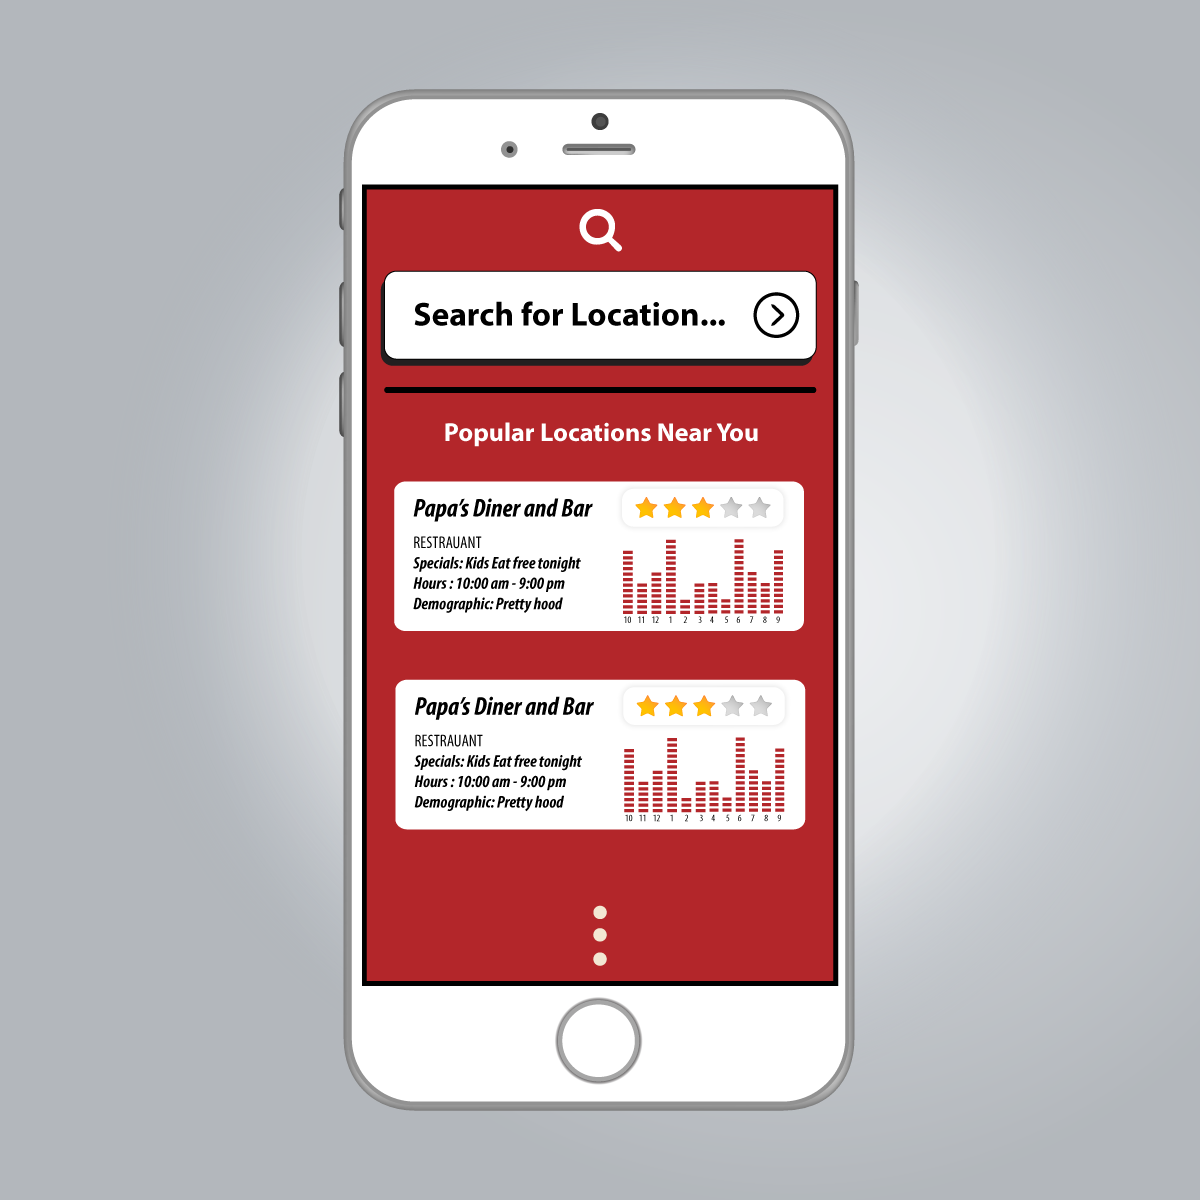 Search for Location...
Popular Locations Near You
Papa's Diner and Bar
RESTRAUANT
Specials: Kids Eat free tonight
Hours : 10:00 am - 9:00 pm
Demographic: Pretty hood
10 11 12 1 2 3 4 5 6 7 8 9
Papa's Diner and Bar
RESTRAUANT
Specials: Kids Eat free tonight
Hours : 10:00 am - 9:00 pm
Demographic: Pretty hood
10 11 12 1 2 3 4 5 6 7 8 9